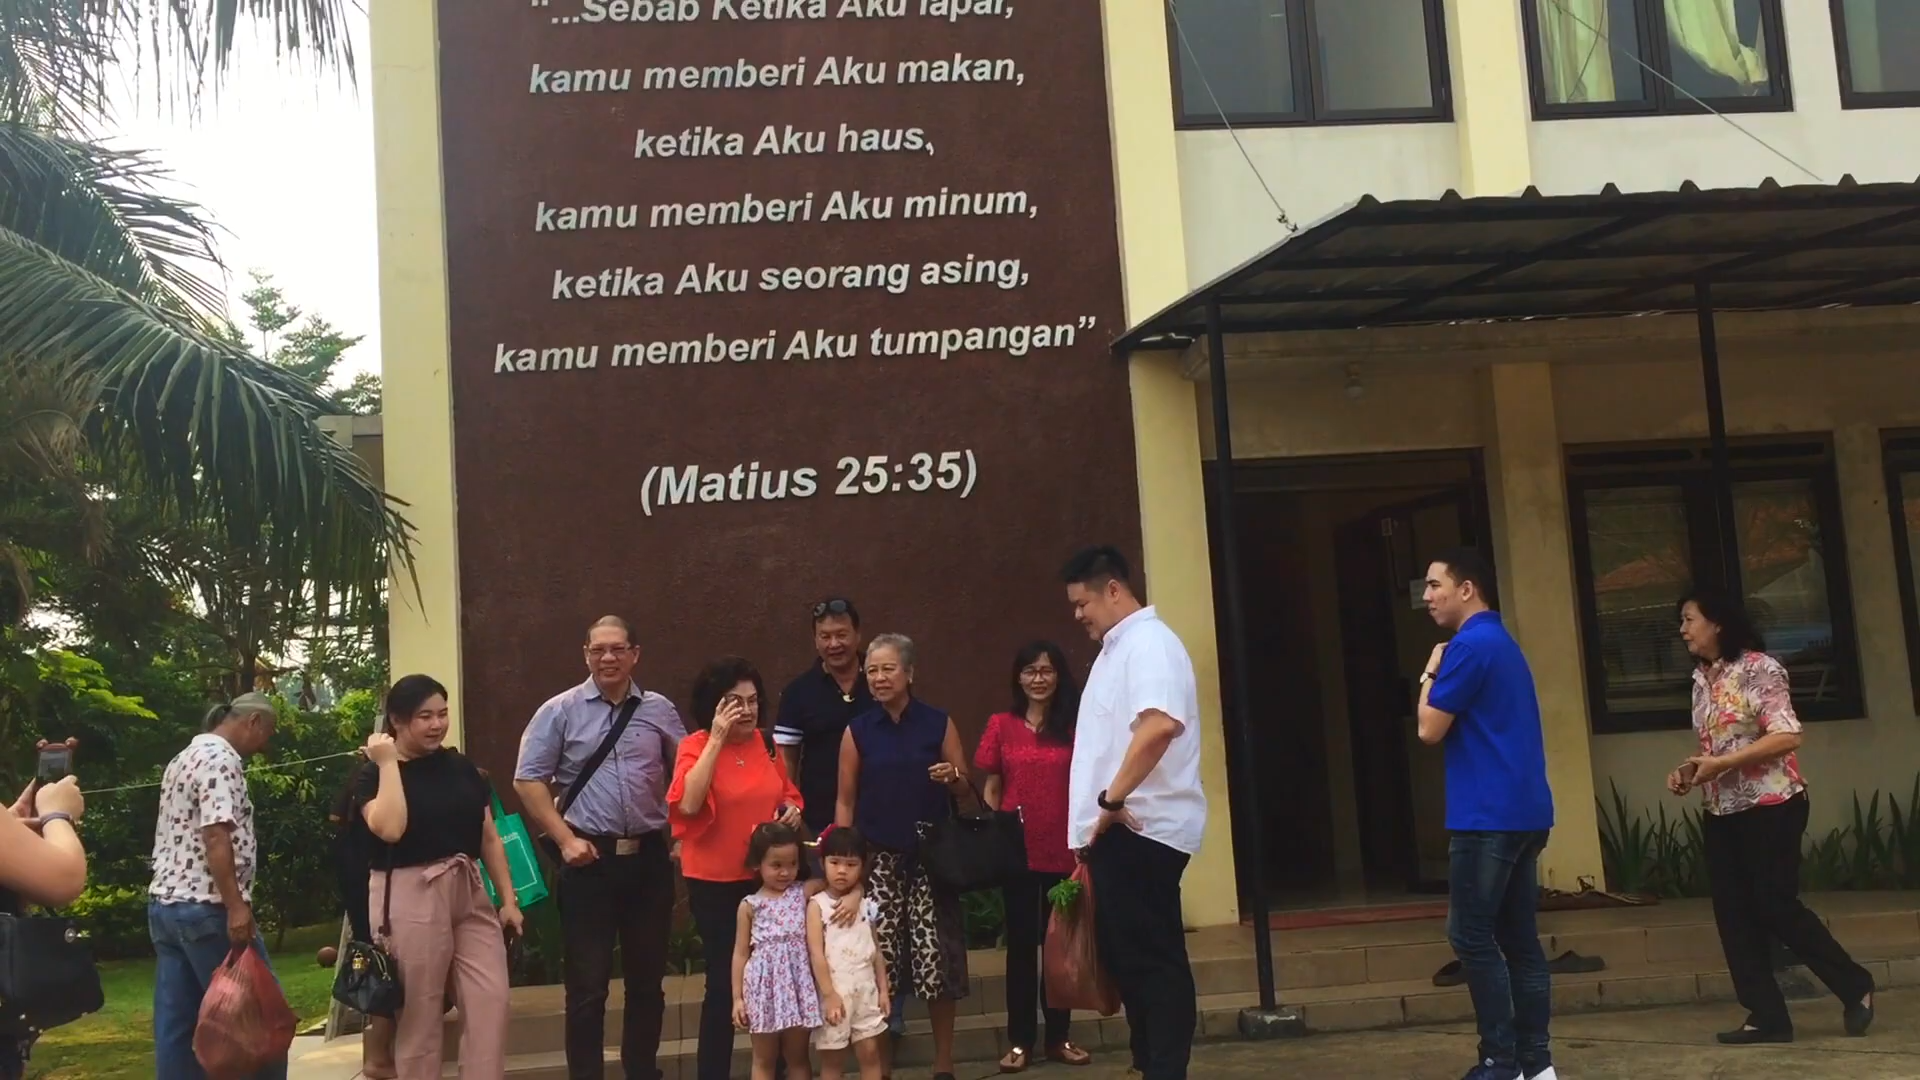 "...Sebab Ketika Aku lapar,
kamu memberi Aku makan,
ketika Aku haus,
kamu memberi Aku minum,
ketika Aku seorang asing,
kamu memberi Aku tumpangan”
(Matius 25:35)